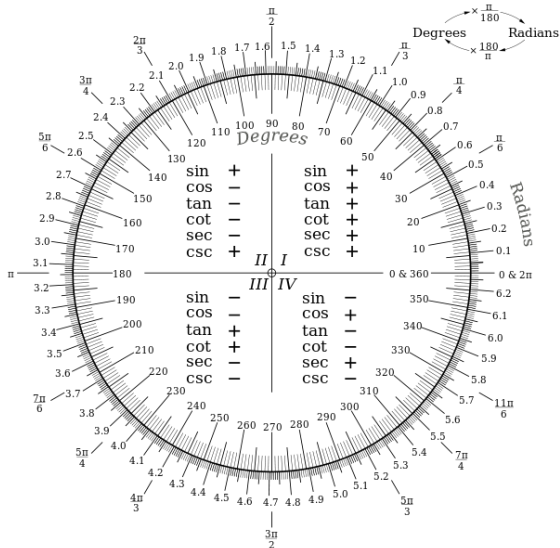 × π/180
Degrees
Radians
× 180/π
π/2
2π/3
π/3
3π/4
π/4
5π/6
π/6
π
0 & 2π
7π/6
11π/6
5π/4
7π/4
4π/3
5π/3
3π/2
1.6
1.5
1.7
1.4
1.8
1.3
1.9
1.2
2.0
1.1
2.1
1.0
2.2
0.9
2.3
0.8
2.4
0.7
2.5
0.6
2.6
0.5
2.7
0.4
2.8
0.3
2.9
0.2
3.0
0.1
3.1
3.2
6.2
3.3
6.1
3.4
6.0
3.5
5.9
3.6
5.8
3.7
5.7
3.8
5.6
3.9
5.5
4.0
5.4
4.1
5.3
4.2
5.2
4.3
5.1
4.4
5.0
4.5
4.9
4.6
4.8
4.7
Degrees
Radians
90
100
80
110
70
120
60
130
50
140
40
150
30
160
20
170
10
180
0 & 360
190
350
200
340
210
330
220
320
230
310
240
300
250
290
260
280
270
sin +
cos −
tan −
cot −
sec −
csc +
II
sin +
cos +
tan +
cot +
sec +
csc +
I
III
sin −
cos −
tan +
cot +
sec −
csc −
IV
sin −
cos +
tan −
cot −
sec +
csc −